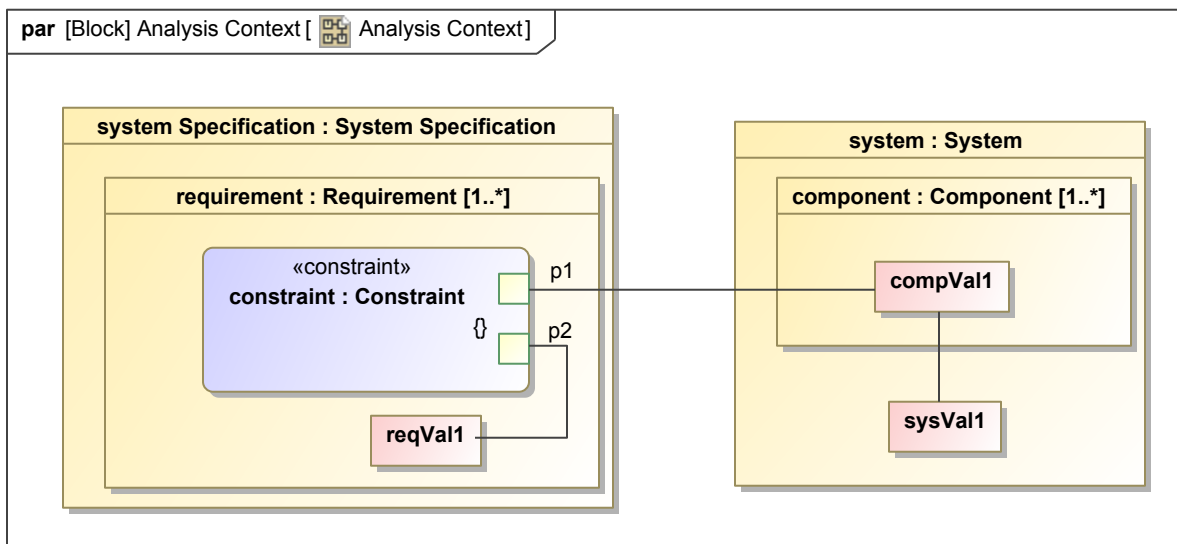 par [Block] Analysis Context [ Analysis Context ]
system Specification : System Specification
requirement : Requirement [1..*]
«constraint»
constraint : Constraint
{}
p1
p2
reqVal1
system : System
component : Component [1..*]
compVal1
sysVal1